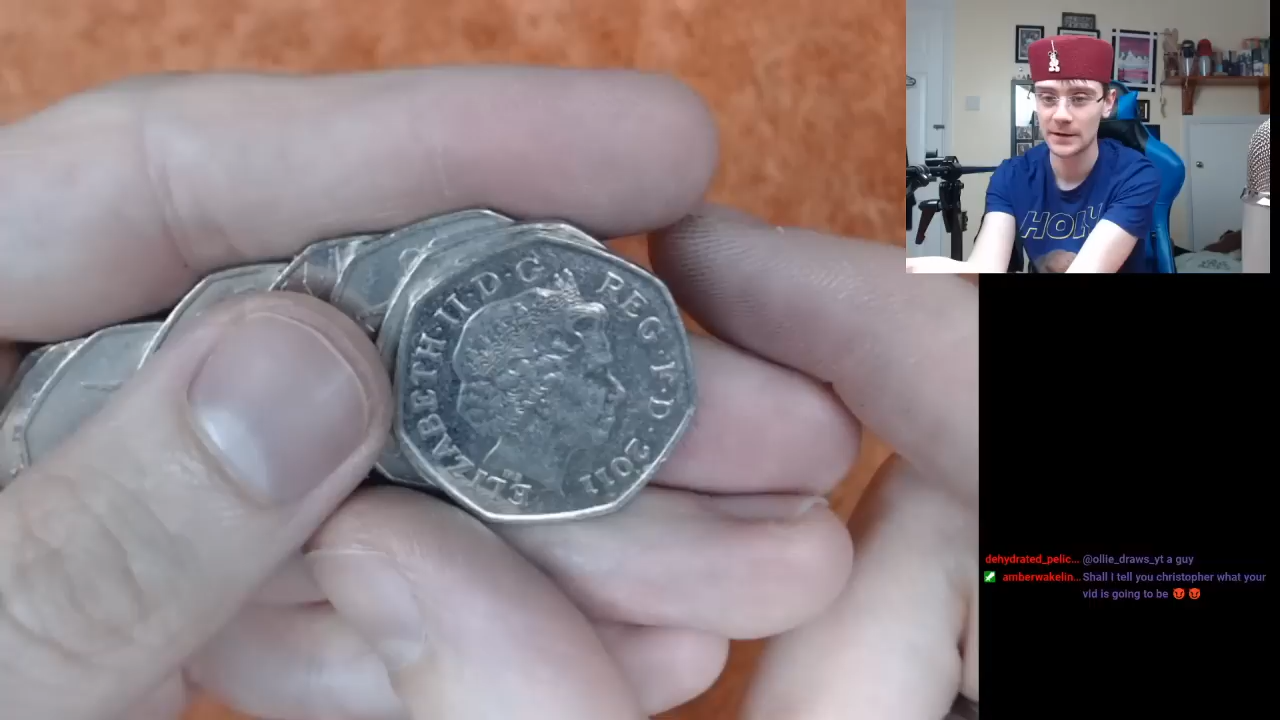 ELIZABETH·II·D·G REG·F·D·2011
HON
dehydrated_pelic... @ollie_draws_yt a guy
amberwakelin... Shall I tell you christopher what your
vid is going to be